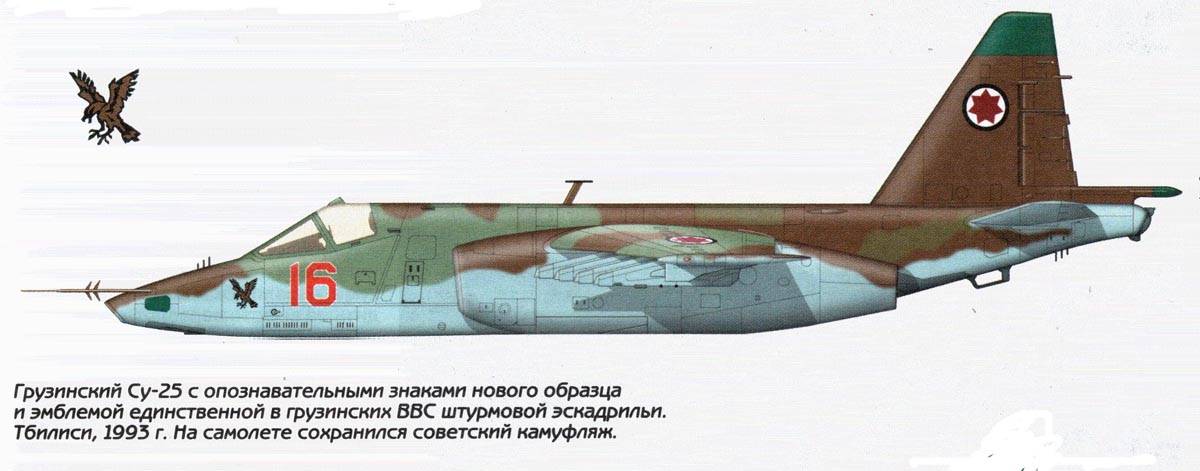 16
Грузинский Су-25 с опознавательными знаками нового образца
и эмблемой единственной в грузинских ВВС штурмовой эскадрильи.
Тбилиси, 1993 г. На самолете сохранился советский камуфляж.